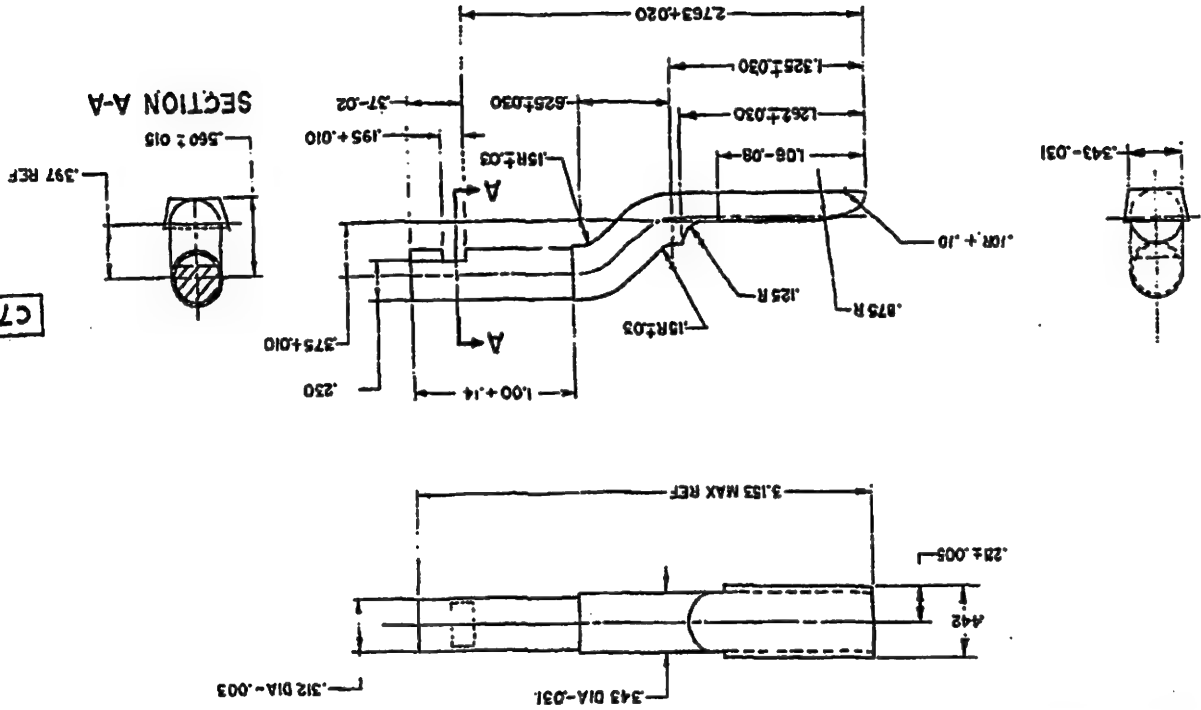 .343 DIA-.031
.312 DIA-.003
.442
.28±.005
3.153 MAX REF
1.00+.14
.250
.375+.010
C7
A
.15R±.03
.125 R
.875 R
.10R+.10
.343-.031
.397 REF
A
.15R±.03
1.06-.08
.560±.015
.195+.010
1.262±.030
SECTION A-A
.37-.02
.625±.030
1.325±.030
2.763+.020